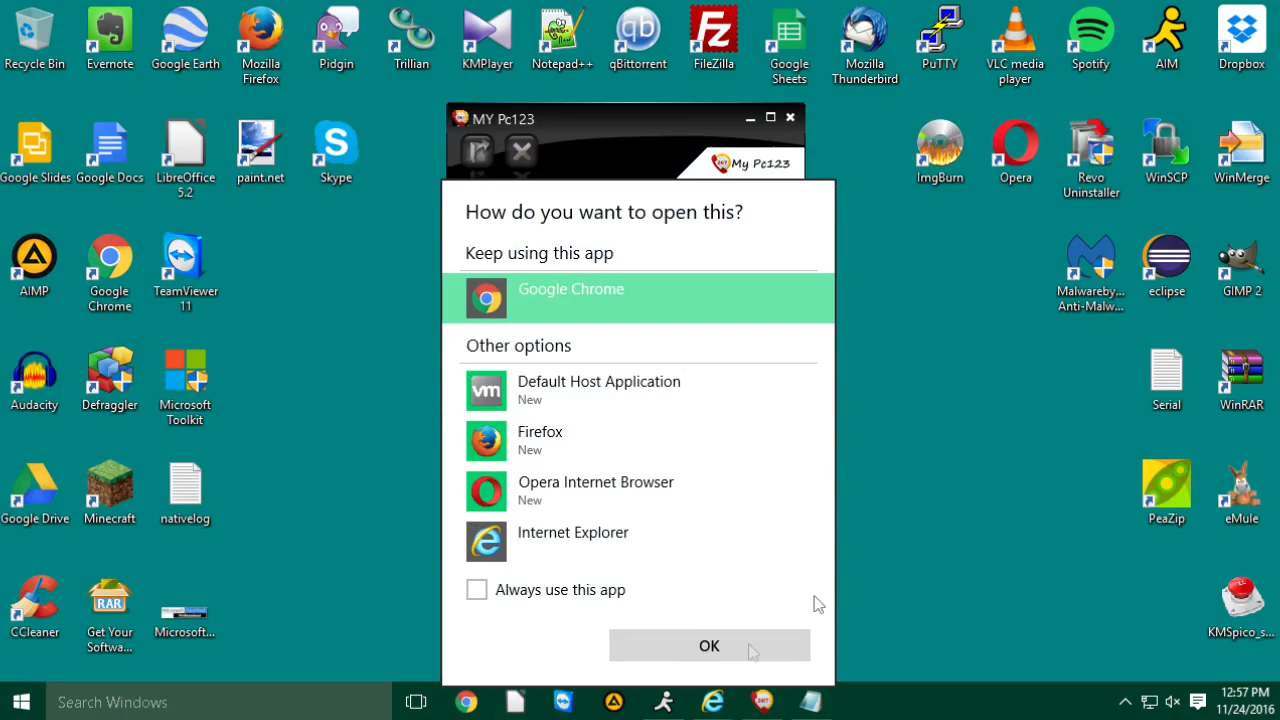 Recycle Bin
Evernote
Google Earth
Mozilla
Firefox
Pidgin
Trillian
KMPlayer
Notepad++
qBittorrent
FileZilla
Google
Sheets
Mozilla
Thunderbird
PuTTY
VLC media
player
Spotify
AIM
Dropbox
MY Pc123
My Pc123
Google Slides
Google Docs
LibreOffice
5.2
paint.net
Skype
ImgBurn
Opera
Revo
Uninstaller
WinSCP
WinMerge
How do you want to open this?
Keep using this app
Google Chrome
Other options
Default Host Application
New
Firefox
New
Opera Internet Browser
New
Internet Explorer
Always use this app
OK
AIMP
Google
Chrome
TeamViewer
11
Malwareby...
Anti-Malw...
eclipse
GIMP 2
Audacity
Defraggler
Microsoft
Toolkit
Serial
WinRAR
Google Drive
Minecraft
nativelog
PeaZip
eMule
CCleaner
RAR
Get Your
Softwa...
Microsoft...
KMSpico_s...
Search Windows
12:57 PM
11/24/2016